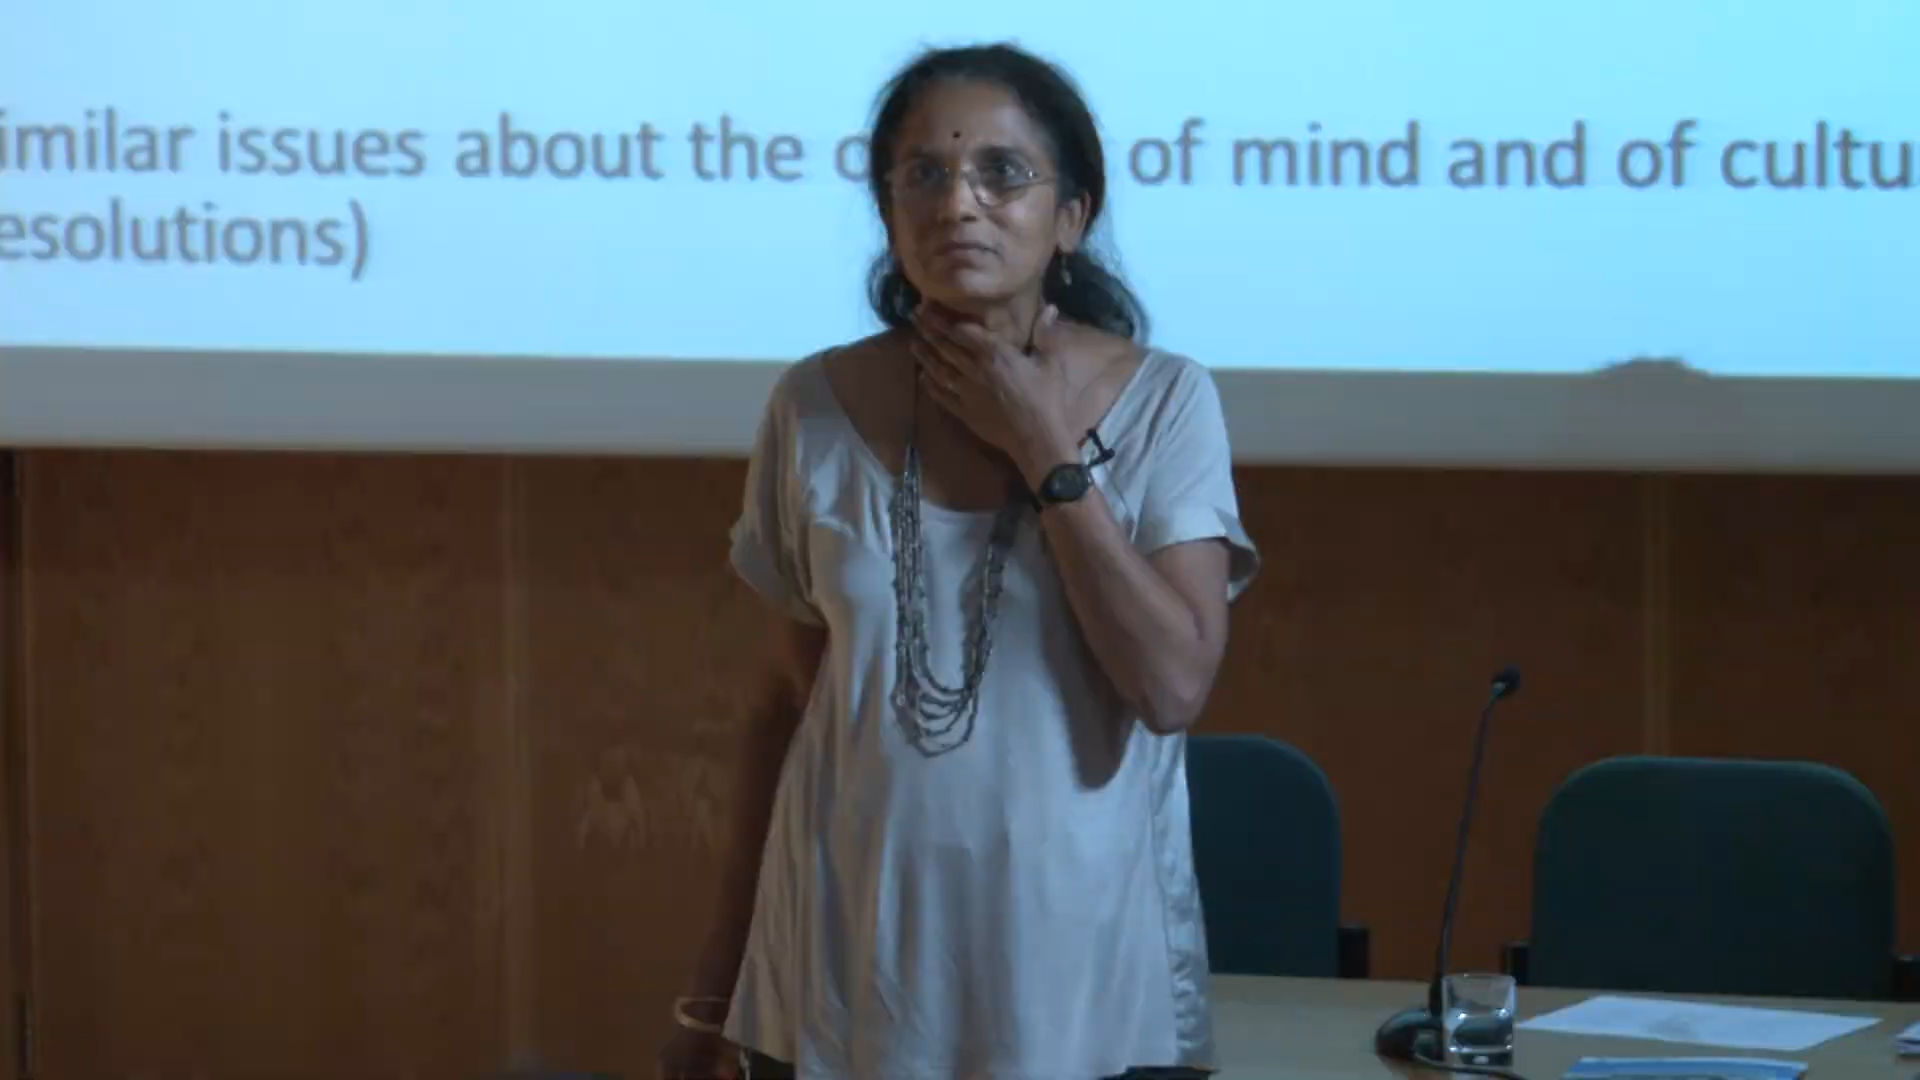 imilar issues about the of mind and of cultu
esolutions)